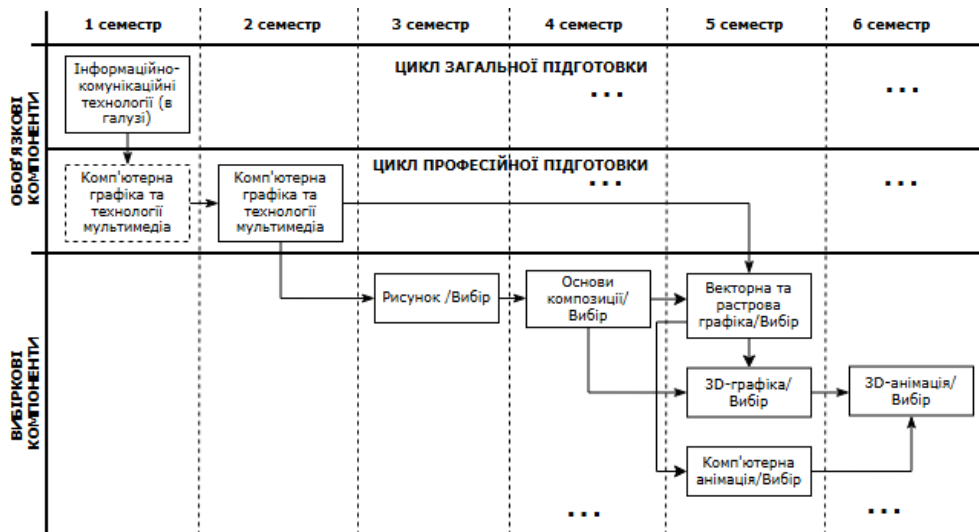 1 семестр
2 семестр
3 семестр
4 семестр
5 семестр
6 семестр
ОБОВ'ЯЗКОВІ
КОМПОНЕНТИ
ЦИКЛ ЗАГАЛЬНОЇ ПІДГОТОВКИ
Інформаційно-
комунікаційні
технології (в
галузі)
...
...
ЦИКЛ ПРОФЕСІЙНОЇ ПІДГОТОВКИ
Комп'ютерна
графіка та
технології
мультимедіа
Комп'ютерна
графіка та
технології
мультимедіа
...
...
ВИБІРКОВІ
КОМПОНЕНТИ
Рисунок /Вибір
Основи
композиції/
Вибір
Векторна та
растрова
графіка/Вибір
3D-графіка/
Вибір
3D-анімація/
Вибір
Комп'ютерна
анімація/Вибір
...
...